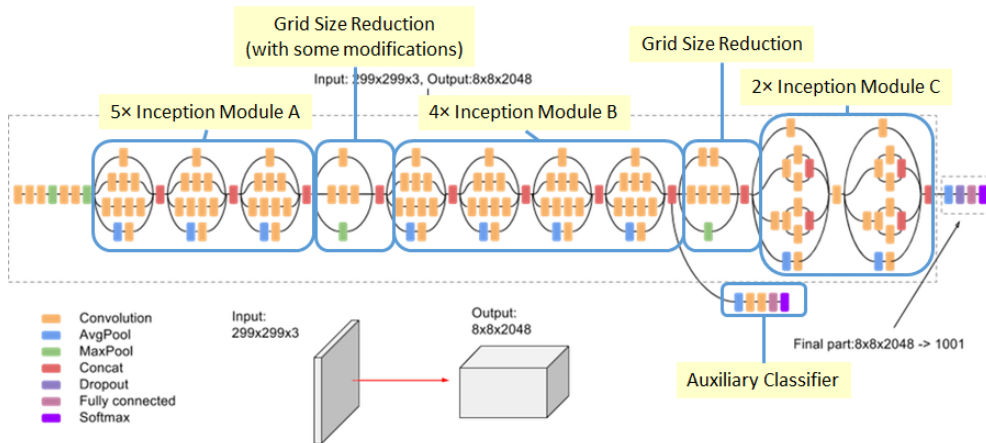 Grid Size Reduction
(with some modifications)
Grid Size Reduction
Input: 299x299x3, Output:8x8x2048
2× Inception Module C
5× Inception Module A
4× Inception Module B
Convolution
AvgPool
MaxPool
Concat
Dropout
Fully connected
Softmax
Input:
299x299x3
Output:
8x8x2048
Final part:8x8x2048 -> 1001
Auxiliary Classifier